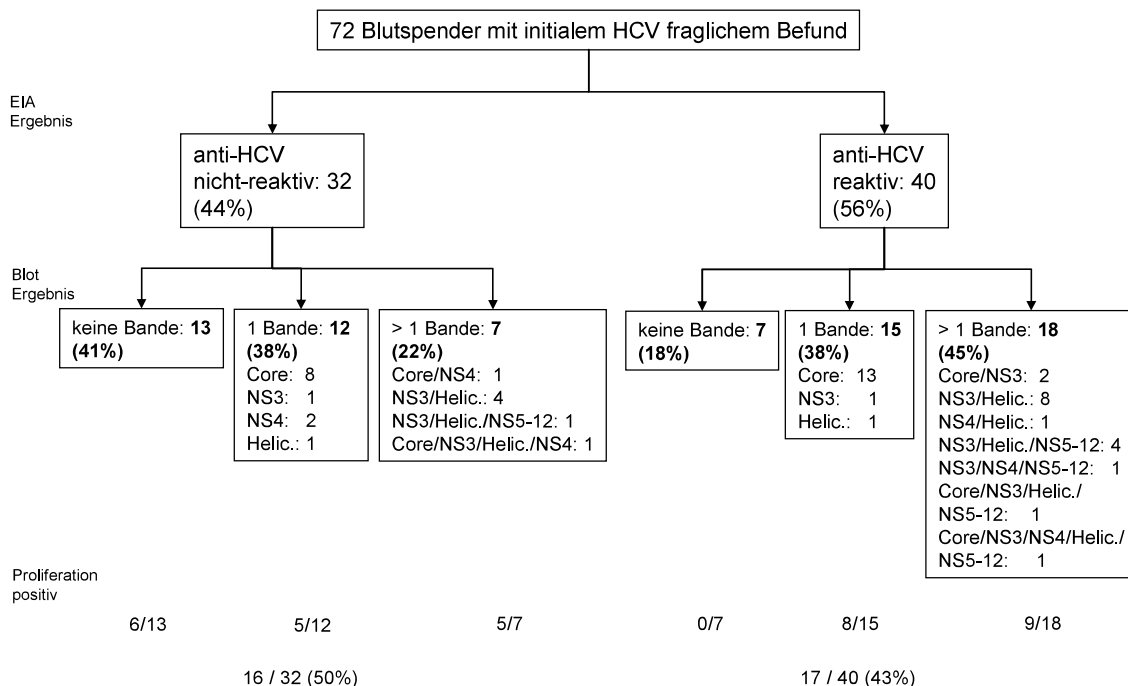 72 Blutspender mit initialem HCV fraglichem Befund
EIA
Ergebnis
anti-HCV
nicht-reaktiv: 32
(44%)
anti-HCV
reaktiv: 40
(56%)
Blot
Ergebnis
keine Bande: 13
(41%)
1 Bande: 12
(38%)
Core: 8
NS3: 1
NS4: 2
Helic.: 1
> 1 Bande: 7
(22%)
Core/NS4: 1
NS3/Helic.: 4
NS3/Helic./NS5-12: 1
Core/NS3/Helic./NS4: 1
keine Bande: 7
(18%)
1 Bande: 15
(38%)
Core: 13
NS3: 1
Helic.: 1
> 1 Bande: 18
(45%)
Core/NS3: 2
NS3/Helic.: 8
NS4/Helic.: 1
NS3/Helic./NS5-12: 4
NS3/NS4/NS5-12: 1
Core/NS3/Helic./
NS5-12: 1
Core/NS3/NS4/Helic./
NS5-12: 1
Proliferation
positiv
6/13 5/12 5/7 0/7 8/15 9/18
16 / 32 (50%) 17 / 40 (43%)